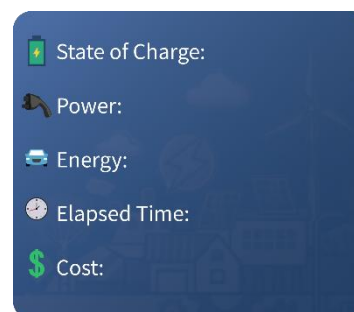 State of Charge:
Power:
Energy:
Elapsed Time:
Cost: